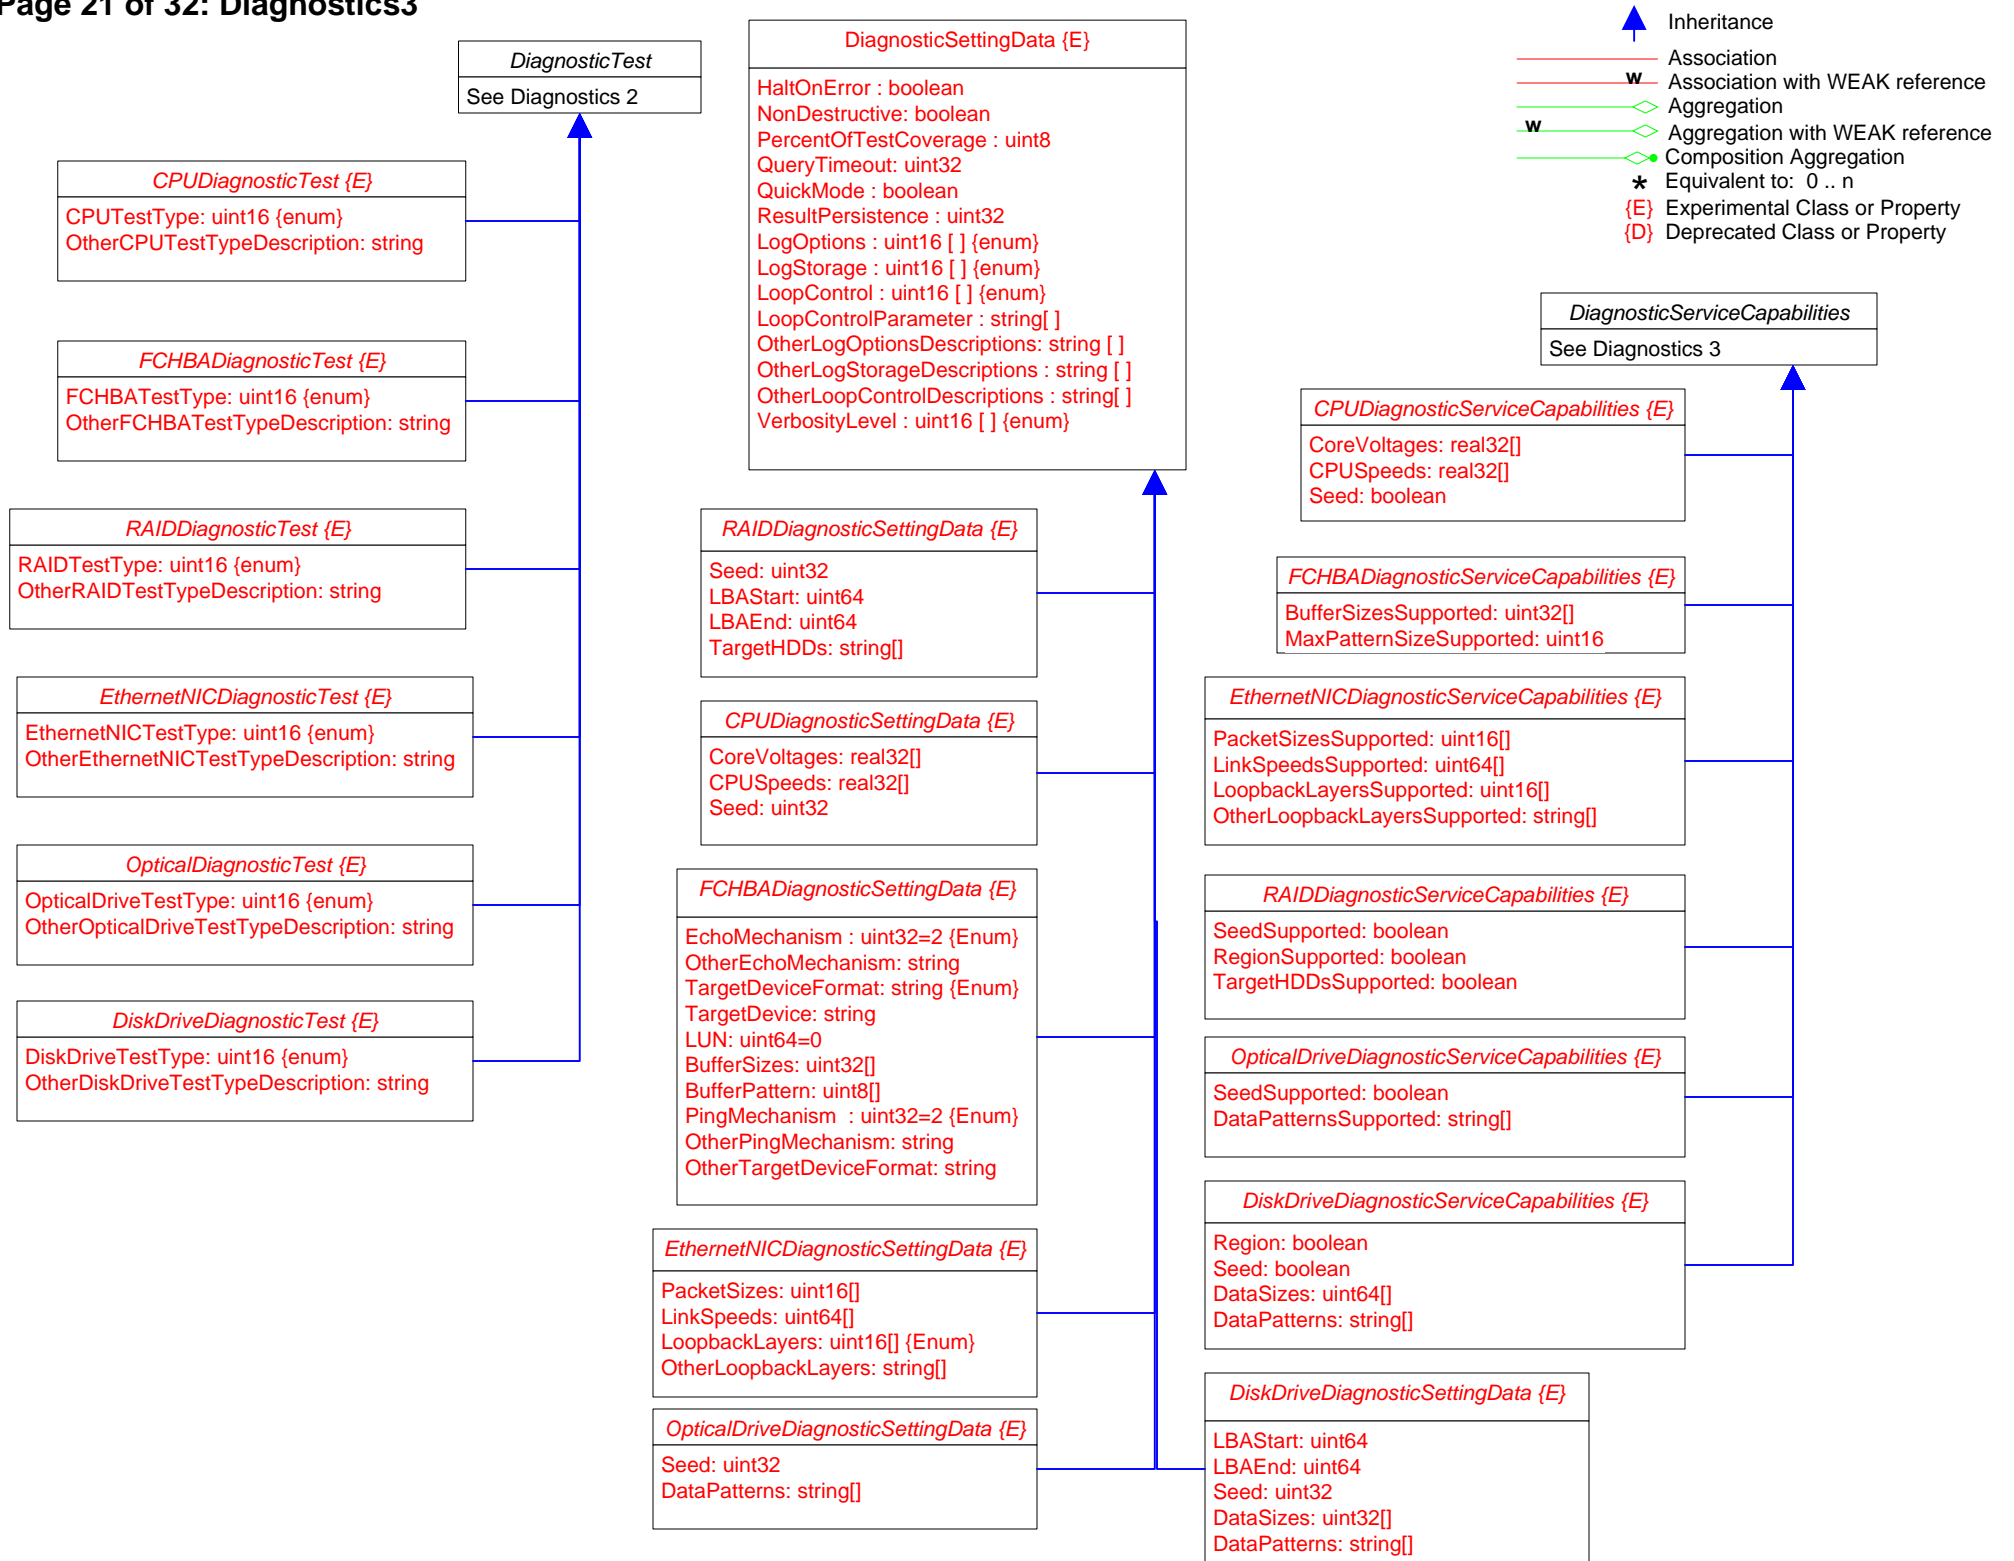 Page 21 of 32: Diagnostics3
Inheritance
Association
w
Association with WEAK reference
Aggregation
w
Aggregation with WEAK reference
Composition Aggregation
* Equivalent to: 0 .. n
{E} Experimental Class or Property
{D} Deprecated Class or Property
DiagnosticTest
See Diagnostics 2
CPUDiagnosticTest {E}
CPUTestType: uint16 {enum}
OtherCPUTestTypeDescription: string
FCHBADiagnosticTest {E}
FCHBATestType: uint16 {enum}
OtherFCHBATestTypeDescription: string
RAIDDiagnosticTest {E}
RAIDTestType: uint16 {enum}
OtherRAIDTestTypeDescription: string
EthernetNICDiagnosticTest {E}
EthernetNICTestType: uint16 {enum}
OtherEthernetNICTestTypeDescription: string
OpticalDiagnosticTest {E}
OpticalDriveTestType: uint16 {enum}
OtherOpticalDriveTestTypeDescription: string
DiskDriveDiagnosticTest {E}
DiskDriveTestType: uint16 {enum}
OtherDiskDriveTestTypeDescription: string
DiagnosticSettingData {E}
HaltOnError : boolean
NonDestructive: boolean
PercentOfTestCoverage : uint8
QueryTimeout: uint32
QuickMode : boolean
ResultPersistence : uint32
LogOptions : uint16 [ ] {enum}
LogStorage : uint16 [ ] {enum}
LoopControl : uint16 [ ] {enum}
LoopControlParameter : string[ ]
OtherLogOptionsDescriptions: string [ ]
OtherLogStorageDescriptions : string [ ]
OtherLoopControlDescriptions : string[ ]
VerbosityLevel : uint16 [ ] {enum}
RAIDDiagnosticSettingData {E}
Seed: uint32
LBAStart: uint64
LBAEnd: uint64
TargetHDDs: string[]
CPUDiagnosticSettingData {E}
CoreVoltages: real32[]
CPUSpeeds: real32[]
Seed: uint32
FCHBADiagnosticSettingData {E}
EchoMechanism : uint32=2 {Enum}
OtherEchoMechanism: string
TargetDeviceFormat: string {Enum}
TargetDevice: string
LUN: uint64=0
BufferSizes: uint32[]
BufferPattern: uint8[]
PingMechanism  : uint32=2 {Enum}
OtherPingMechanism: string
OtherTargetDeviceFormat: string
EthernetNICDiagnosticSettingData {E}
PacketSizes: uint16[]
LinkSpeeds: uint64[]
LoopbackLayers: uint16[] {Enum}
OtherLoopbackLayers: string[]
OpticalDriveDiagnosticSettingData {E}
Seed: uint32
DataPatterns: string[]
DiagnosticServiceCapabilities
See Diagnostics 3
CPUDiagnosticServiceCapabilities {E}
CoreVoltages: real32[]
CPUSpeeds: real32[]
Seed: boolean
FCHBADiagnosticServiceCapabilities {E}
BufferSizesSupported: uint32[]
MaxPatternSizeSupported: uint16
EthernetNICDiagnosticServiceCapabilities {E}
PacketSizesSupported: uint16[]
LinkSpeedsSupported: uint64[]
LoopbackLayersSupported: uint16[]
OtherLoopbackLayersSupported: string[]
RAIDDiagnosticServiceCapabilities {E}
SeedSupported: boolean
RegionSupported: boolean
TargetHDDsSupported: boolean
OpticalDriveDiagnosticServiceCapabilities {E}
SeedSupported: boolean
DataPatternsSupported: string[]
DiskDriveDiagnosticServiceCapabilities {E}
Region: boolean
Seed: boolean
DataSizes: uint64[]
DataPatterns: string[]
DiskDriveDiagnosticSettingData {E}
LBAStart: uint64
LBAEnd: uint64
Seed: uint32
DataSizes: uint32[]
DataPatterns: string[]